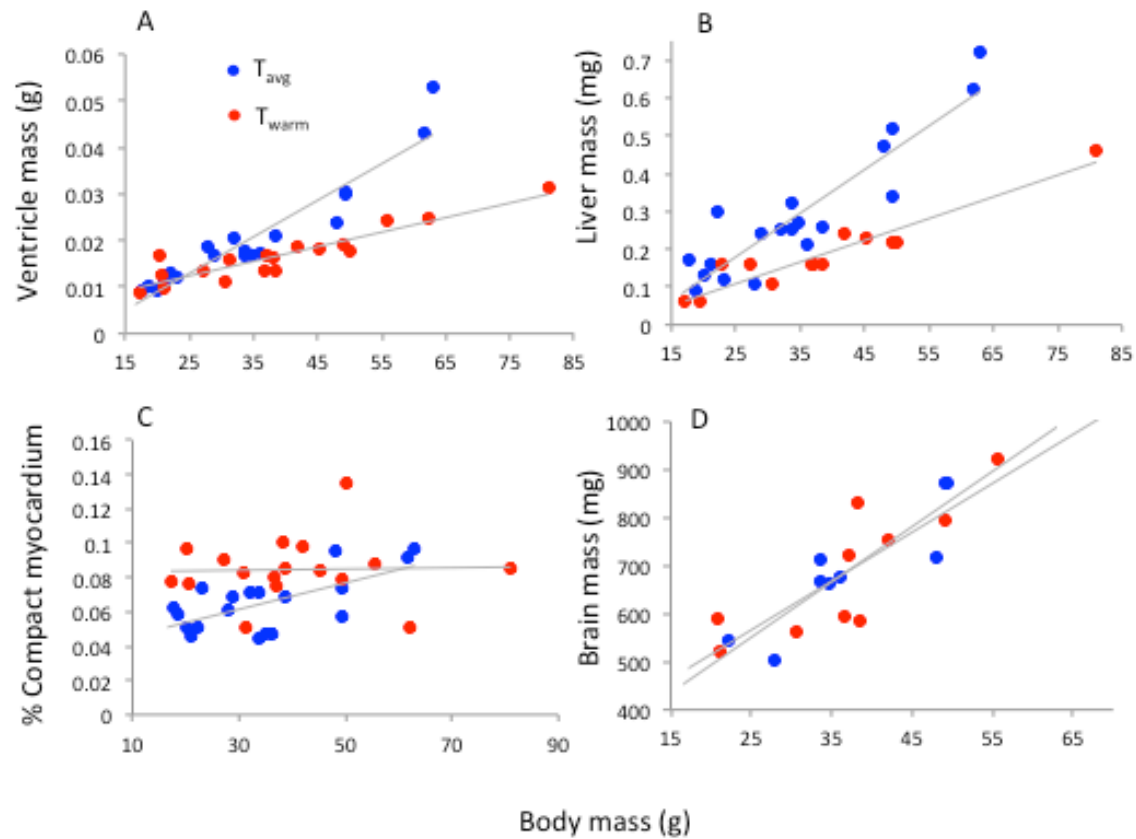 A
Ventricle mass (g)
T_avg
T_warm
0.06
0.05
0.04
0.03
0.02
0.01
0
15 25 35 45 55 65 75 85
B
Liver mass (mg)
0.7
0.6
0.5
0.4
0.3
0.2
0.1
0
15 25 35 45 55 65 75 85
C
% Compact myocardium
0.16
0.14
0.12
0.1
0.08
0.06
0.04
0.02
0
10 30 50 70 90
D
Brain mass (mg)
1000
900
800
700
600
500
400
15 25 35 45 55 65
Body mass (g)